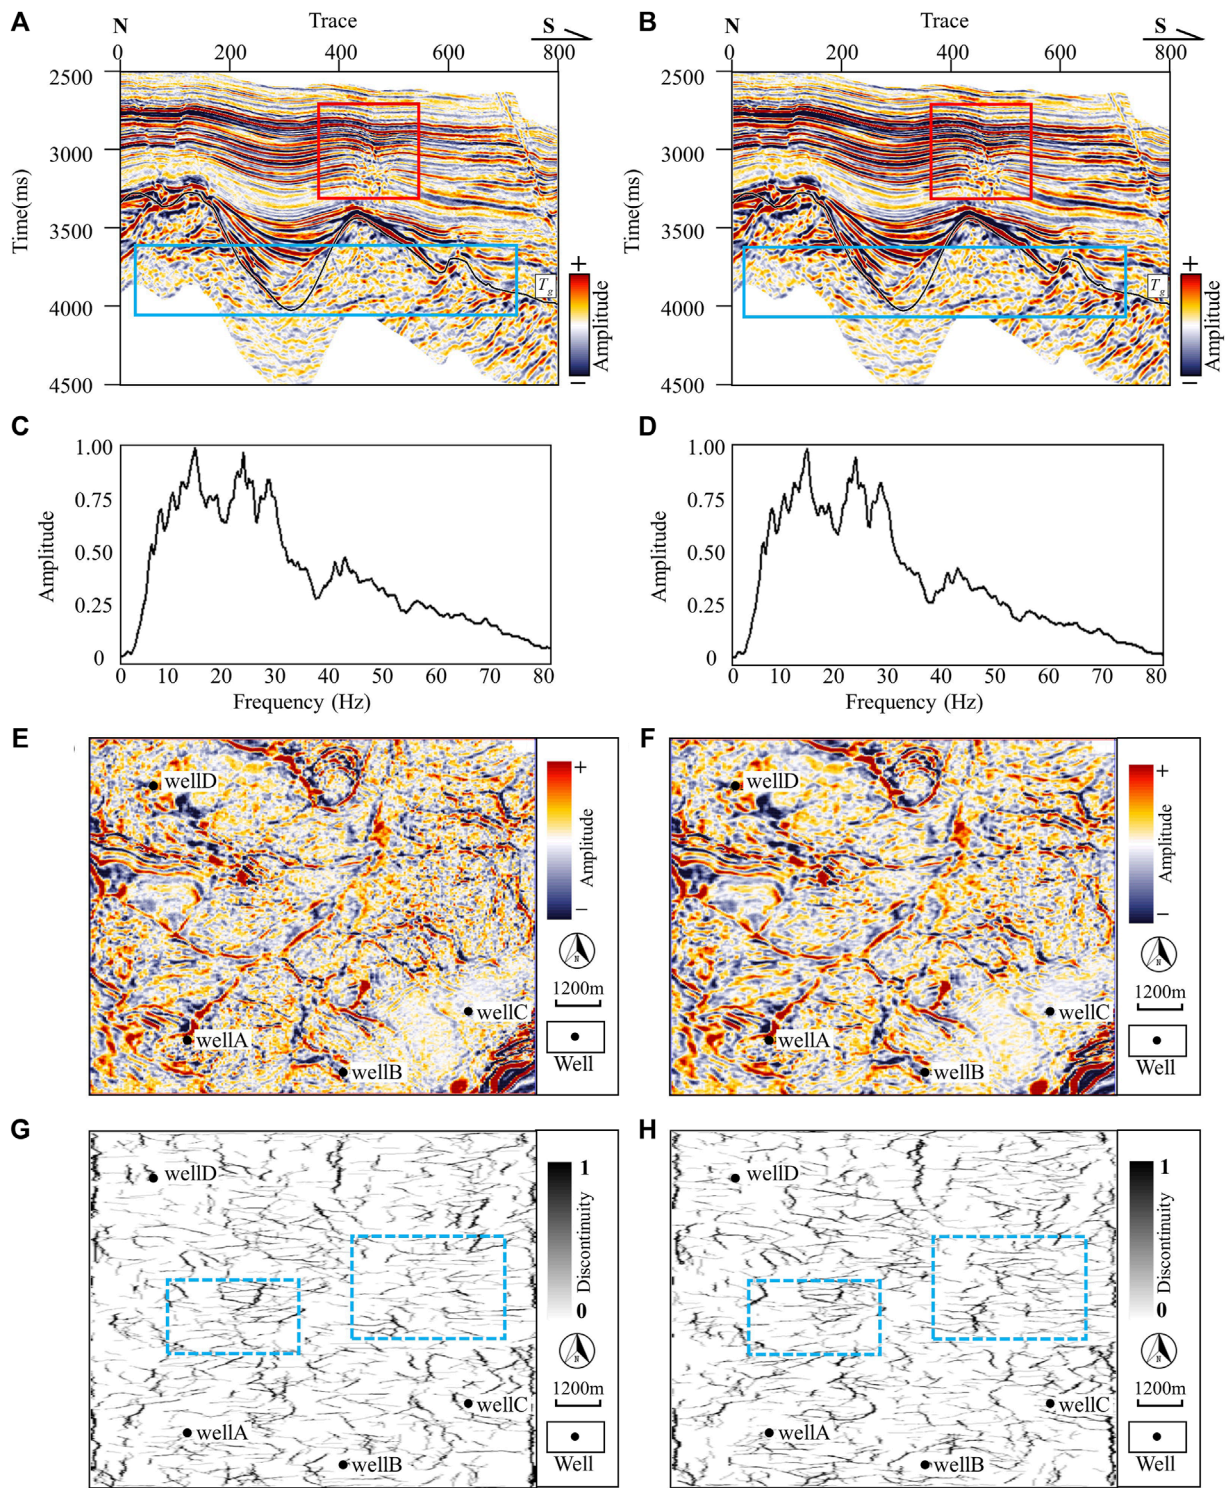 A
N
Trace
S
0 200 400 600 800
2500
3000
3500
4000
4500
Time(ms)
Tg
+
Amplitude
−
B
N
Trace
S
0 200 400 600 800
2500
3000
3500
4000
4500
Time(ms)
Tg
+
Amplitude
−
C
1.00
0.75
0.50
0.25
0
Amplitude
0 10 20 30 40 50 60 70 80
Frequency (Hz)
D
1.00
0.75
0.50
0.25
0
Amplitude
0 10 20 30 40 50 60 70 80
Frequency (Hz)
E
wellD
wellC
wellA
wellB
+
Amplitude
−
N
1200m
Well
F
wellD
wellC
wellA
wellB
+
Amplitude
−
N
1200m
Well
G
wellD
wellC
wellA
wellB
1
Discontinuity
0
N
1200m
Well
H
wellD
wellC
wellA
wellB
1
Discontinuity
0
N
1200m
Well